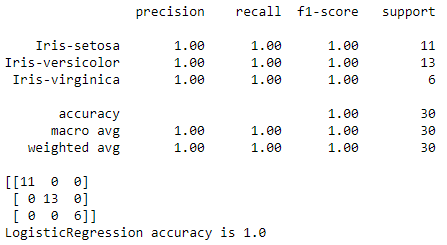 precision recall f1-score support
Iris-setosa 1.00 1.00 1.00 11
Iris-versicolor 1.00 1.00 1.00 13
Iris-virginica 1.00 1.00 1.00 6
accuracy 1.00 30
macro avg 1.00 1.00 1.00 30
weighted avg 1.00 1.00 1.00 30
[[11 0 0]
[ 0 13 0]
[ 0 0 6]]
LogisticRegression accuracy is 1.0